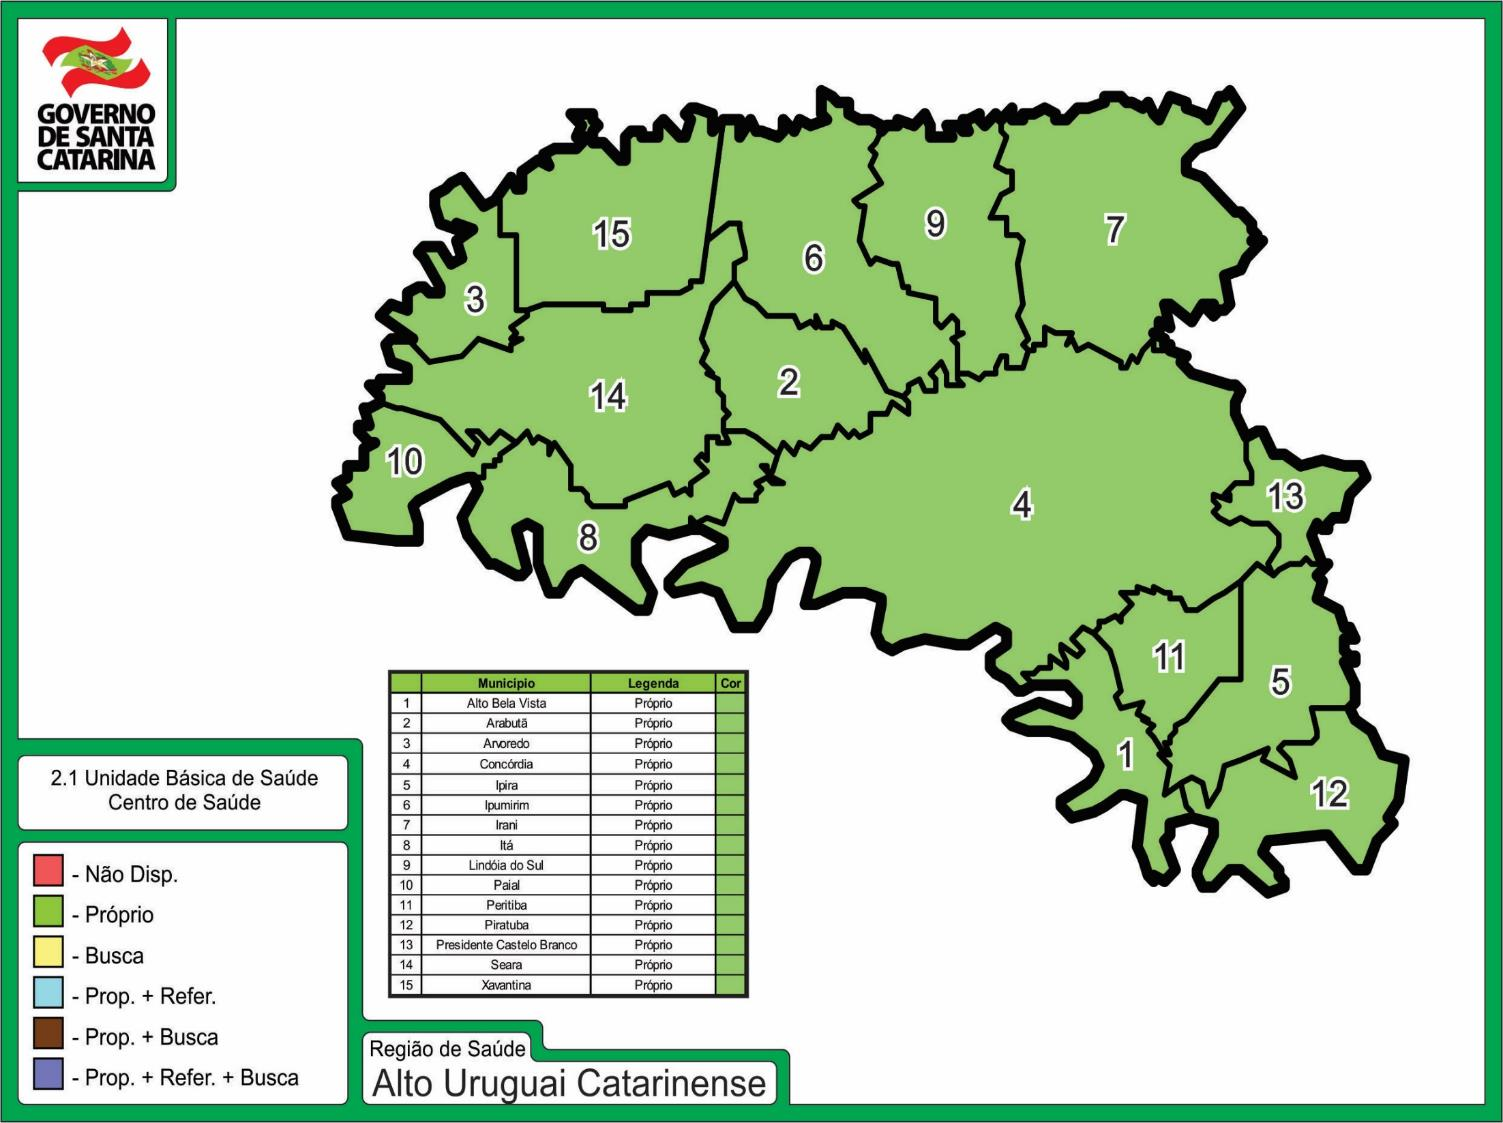 GOVERNO
DE SANTA
CATARINA
15
6
9
7
3
14
2
10
8
4
13
11
5
1
12
Municipio Legenda Cor
1 Alto Bela Vista Próprio
2 Arabutã Próprio
3 Arvoredo Próprio
4 Concórdia Próprio
5 Ipira Próprio
6 Ipumirim Próprio
7 Irani Próprio
8 Itá Próprio
9 Lindóia do Sul Próprio
10 Paial Próprio
11 Peritiba Próprio
12 Piratuba Próprio
13 Presidente Castelo Branco Próprio
14 Seara Próprio
15 Xavantina Próprio
2.1 Unidade Básica de Saúde
Centro de Saúde
- Não Disp.
- Próprio
- Busca
- Prop. + Refer.
- Prop. + Busca
- Prop. + Refer. + Busca
Região de Saúde
Alto Uruguai Catarinense